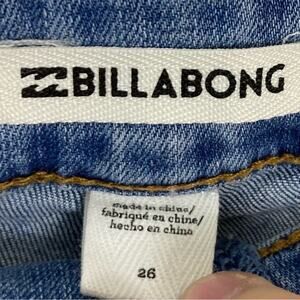 BILLABONG
made in china/
fabriqué en chine/
hecho en china
26